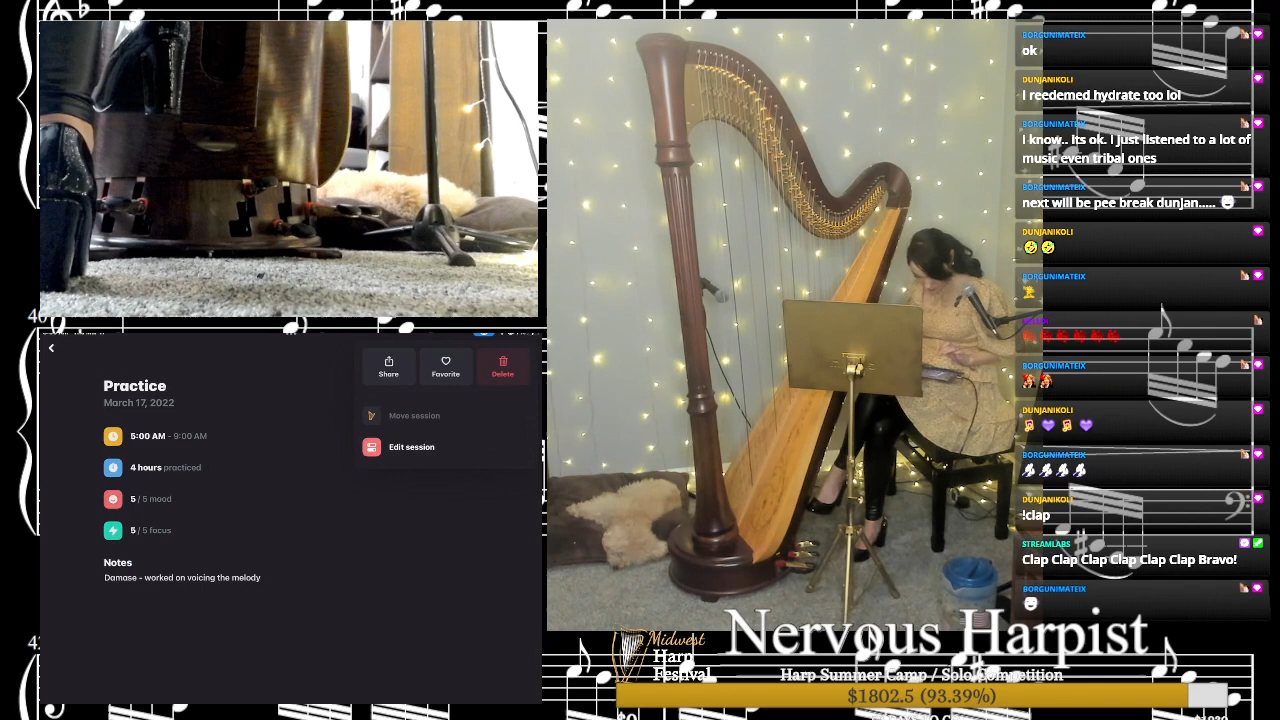 Practice
March 17, 2022
5:00 AM - 9:00 AM
4 hours practiced
5 / 5 mood
5 / 5 focus
Notes
Damase - worked on voicing the melody
Share
Favorite
Delete
Move session
Edit session
BORGUNIMATEIX
ok
DUNJANIKOLI
I reedemed hydrate too lol
BORGUNIMATEIX
I know.. its ok. I just listened to a lot of
music even tribal ones
BORGUNIMATEIX
next will be pee break dunjan.....
DUNJANIKOLI
BORGUNIMATEIX
BORGUNIMATEIX
DUNJANIKOLI
BORGUNIMATEIX
DUNJANIKOLI
!clap
STREAMLABS
Clap Clap Clap Clap Clap Clap Bravo!
BORGUNIMATEIX
Nervous Harpist
Midwest
Harp
Festival
Harp Summer Camp / Solo Competition
$1802.5 (93.39%)